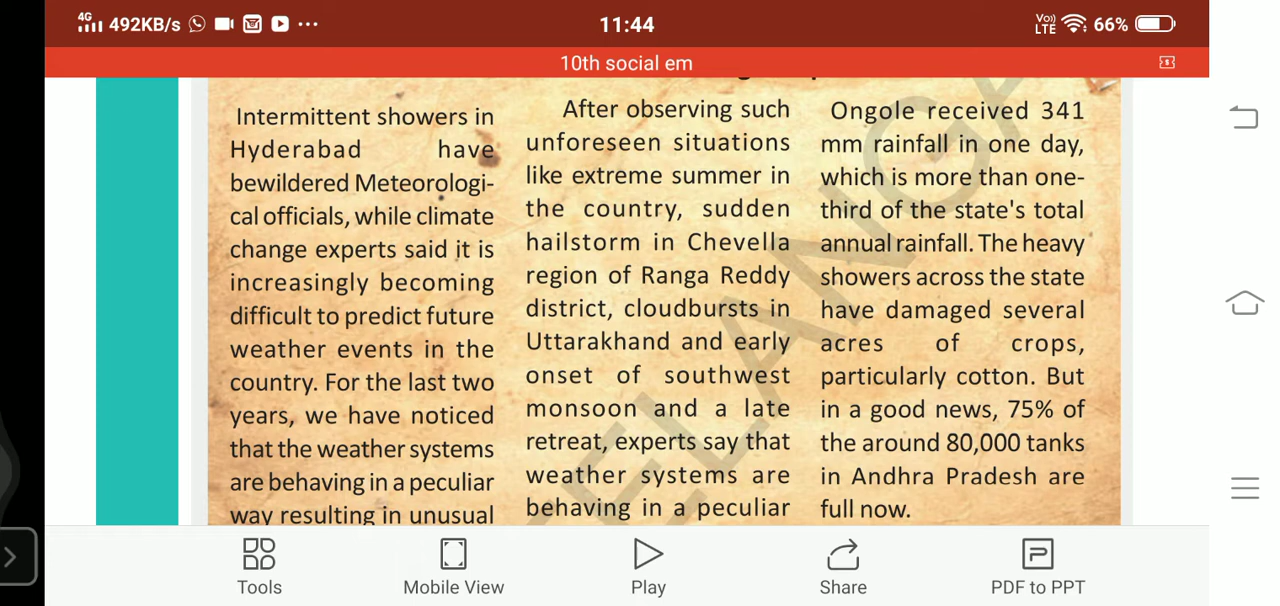 4G 492KB/s
11:44
Vo)) LTE 66%
10th social em
Intermittent showers in
Hyderabad have
bewildered Meteorologi-
cal officials, while climate
change experts said it is
increasingly becoming
difficult to predict future
weather events in the
country. For the last two
years, we have noticed
that the weather systems
are behaving in a peculiar
way resulting in unusual
After observing such
unforeseen situations
like extreme summer in
the country, sudden
hailstorm in Chevella
region of Ranga Reddy
district, cloudbursts in
Uttarakhand and early
onset of southwest
monsoon and a late
retreat, experts say that
weather systems are
behaving in a peculiar
Ongole received 341
mm rainfall in one day,
which is more than one-
third of the state's total
annual rainfall. The heavy
showers across the state
have damaged several
acres of crops,
particularly cotton. But
in a good news, 75% of
the around 80,000 tanks
in Andhra Pradesh are
full now.
Tools
Mobile View
Play
Share
PDF to PPT